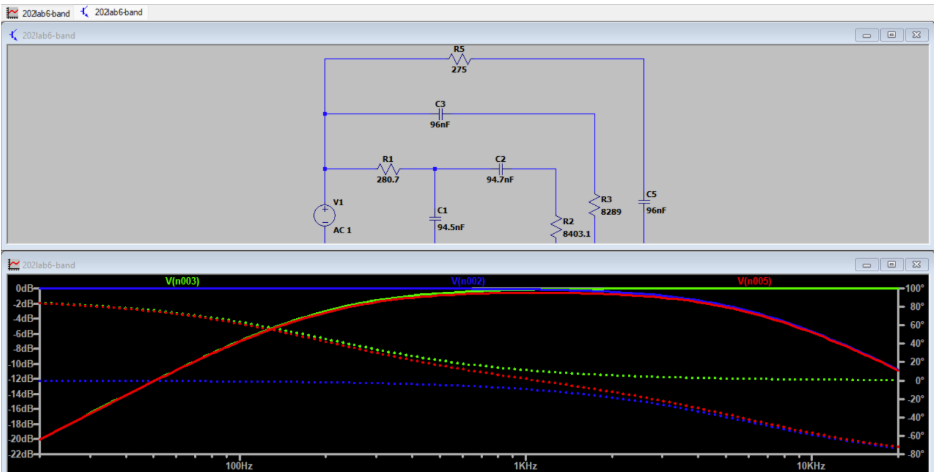 202lab6-band 202lab6-band
202lab6-band
R5
275
C3
96nF
R1
280.7
C2
94.7nF
V1
AC 1
C1
94.5nF
R2
8403.1
R3
8289
C5
96nF
202lab6-band
V(n003) V(n002) V(n005)
0dB
-2dB
-4dB
-6dB
-8dB
-10dB
-12dB
-14dB
-16dB
-18dB
-20dB
-22dB
100°
80°
60°
40°
20°
0°
-20°
-40°
-60°
-80°
100Hz 1KHz 10KHz